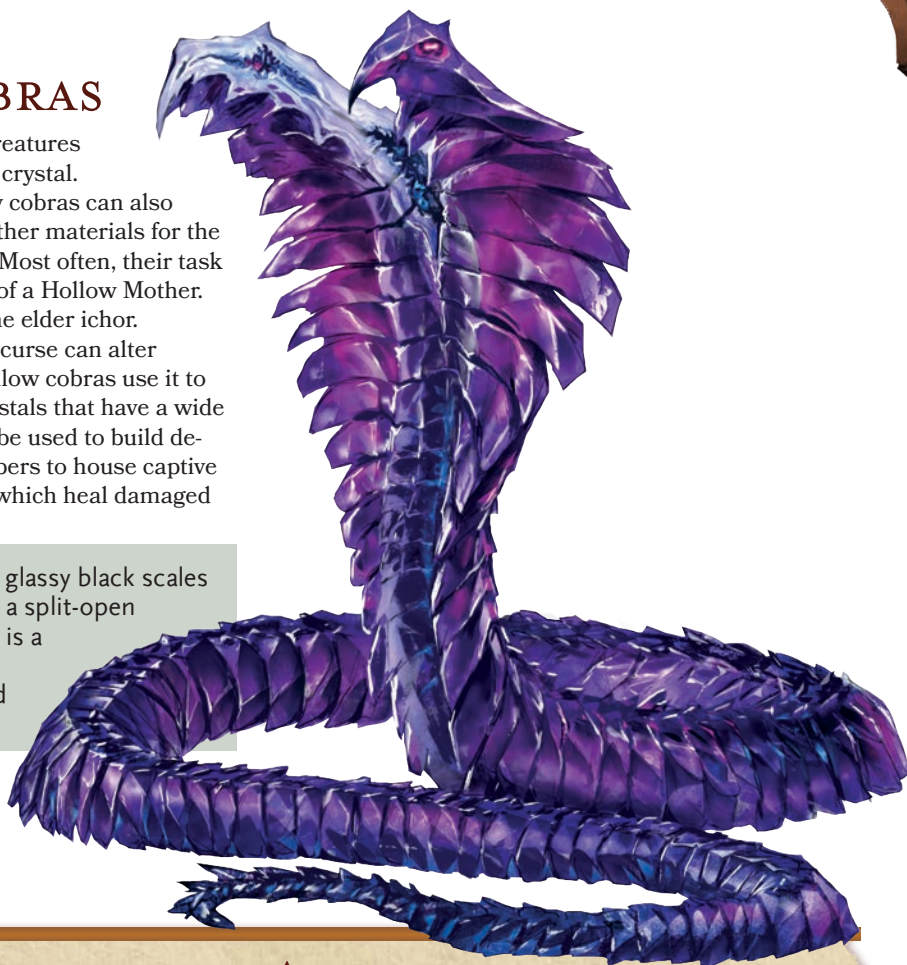 BRAS
reatures
crystal.
cobras can also
ther materials for the
Most often, their task
of a Hollow Mother.
ne elder ichor.
curse can alter
llow cobras use it to
stals that have a wide
be used to build de-
bers to house captive
which heal damaged
glassy black scales
a split-open
is a
d